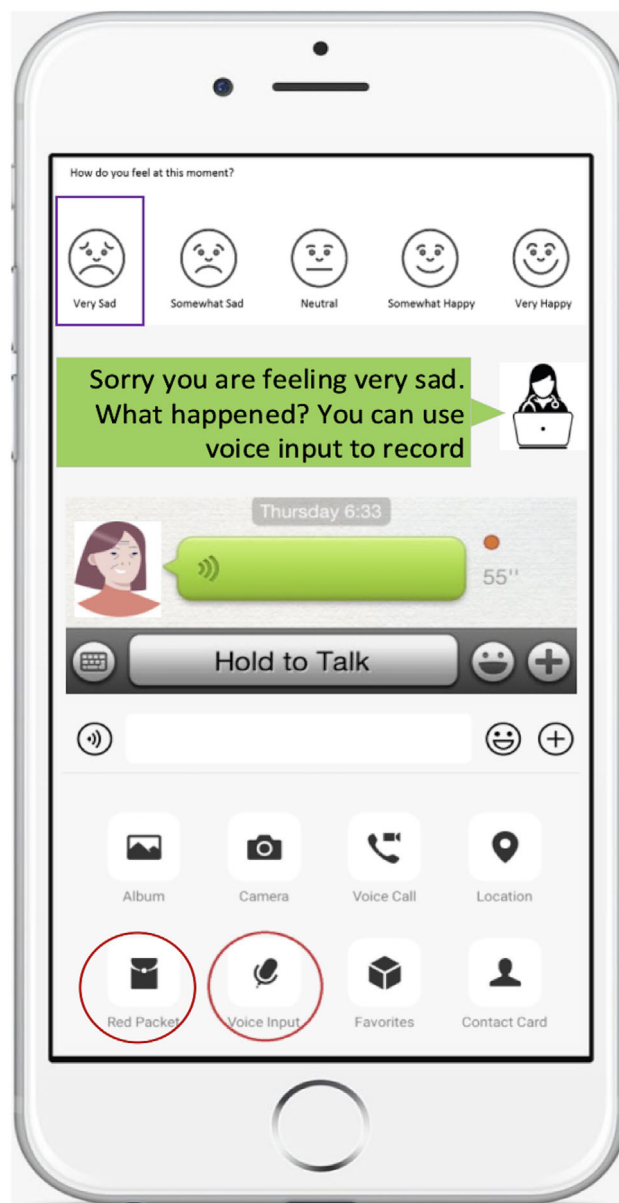 How do you feel at this moment?
Very Sad
Somewhat Sad
Neutral
Somewhat Happy
Very Happy
Sorry you are feeling very sad.
What happened? You can use
voice input to record
Thursday 6:33
55"
Hold to Talk
Album
Camera
Voice Call
Location
Red Packet
Voice Input
Favorites
Contact Card